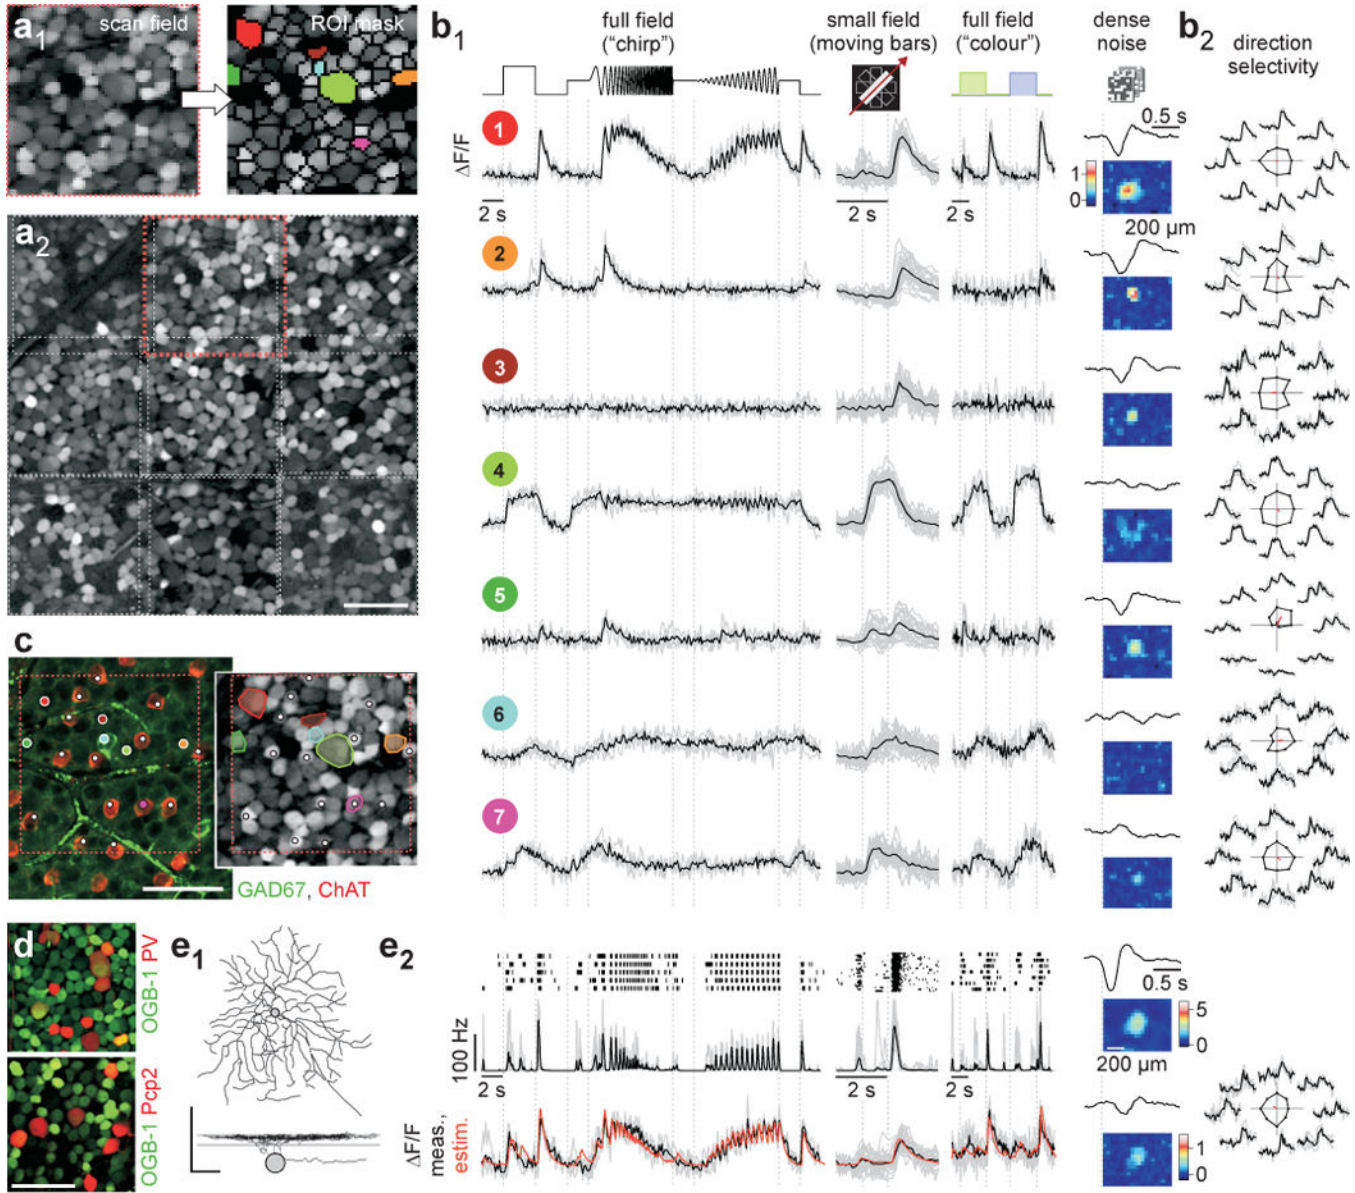 a1
scan field
ROI mask
a2
b1
full field
("chirp")
small field
(moving bars)
full field
("colour")
dense
noise
b2
direction
selectivity
0.5 s
1
ΔF/F
1
0
2 s
2 s
2 s
200 µm
2
3
4
5
6
7
c
GAD67, ChAT
d
OGB-1 PV
OGB-1 Pcp2
e1
e2
100 Hz
2 s
2 s
2 s
0.5 s
5
0
200 µm
ΔF/F
meas.,
estim.
1
0